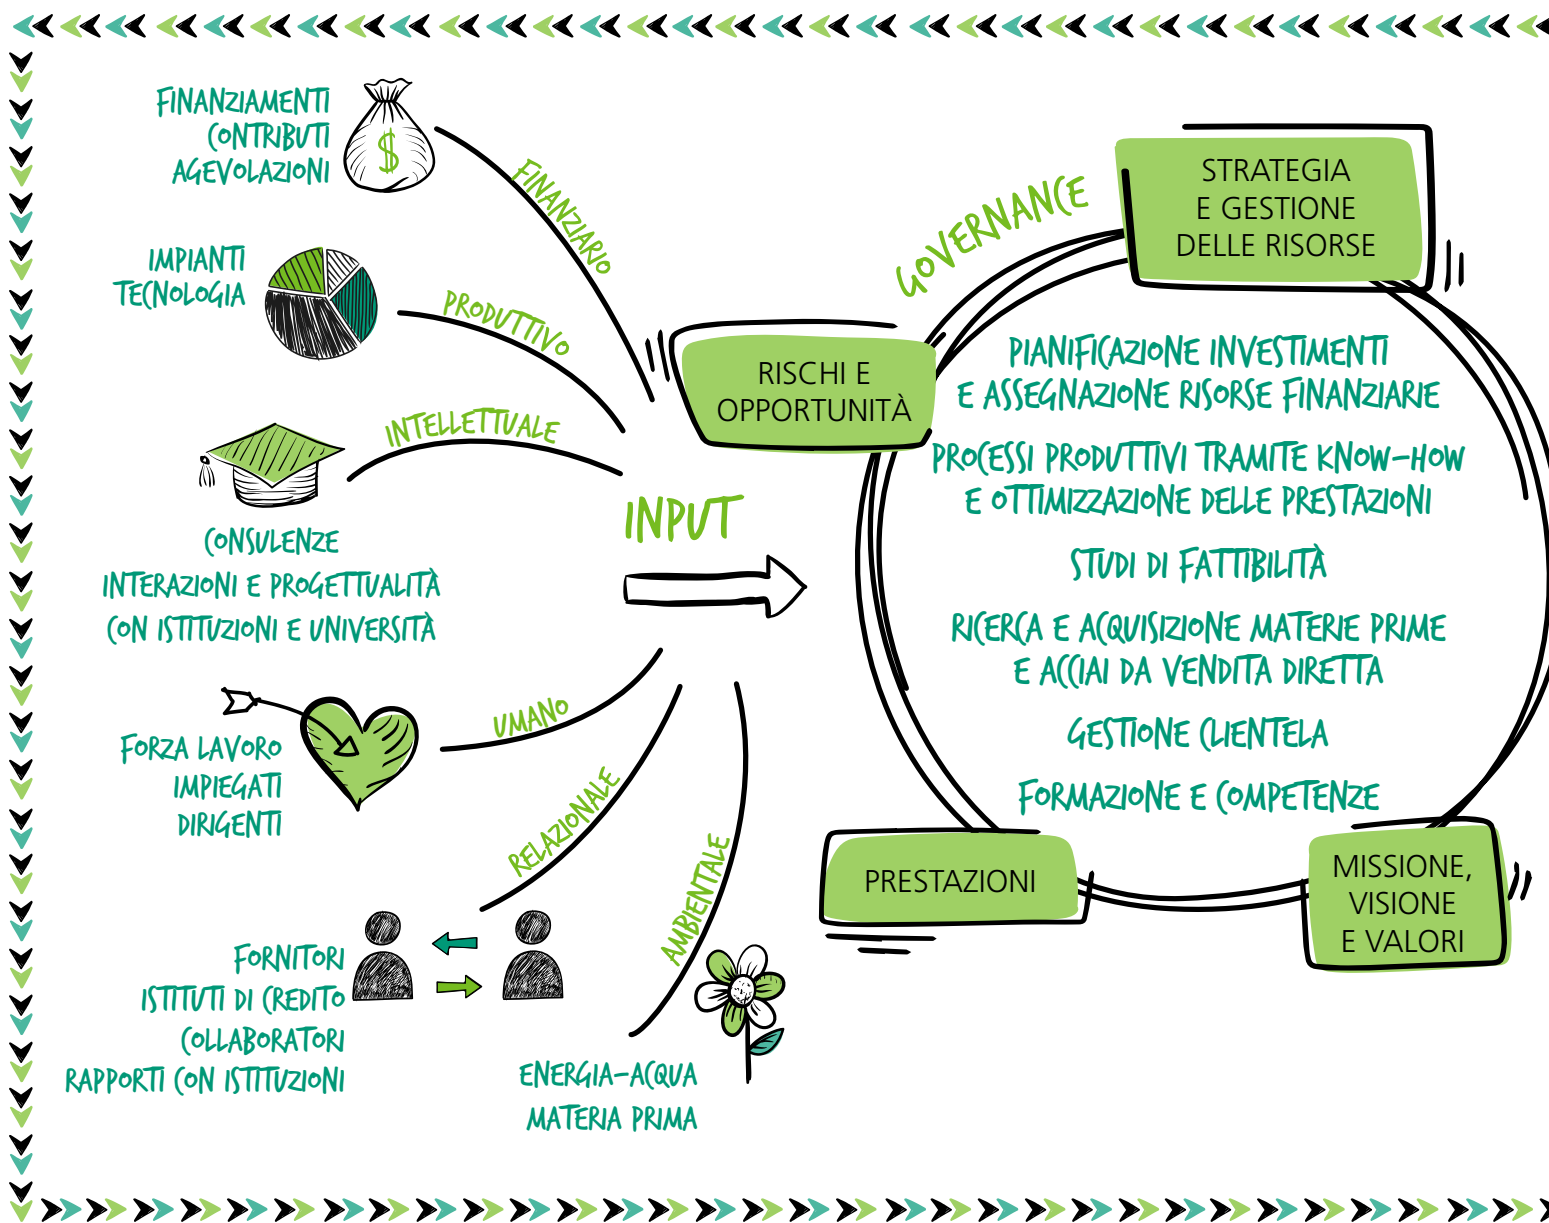 FINANZIAMENTI
CONTRIBUTI
AGEVOLAZIONI
$
FINANZIARIO
IMPIANTI
TECNOLOGIA
PRODUTTIVO
INTELLETTUALE
CONSULENZE
INTERAZIONI E PROGETTUALITÀ
CON ISTITUZIONI E UNIVERSITÀ
FORZA LAVORO
IMPIEGATI
DIRIGENTI
UMANO
RELAZIONALE
FORNITORI
ISTITUTI DI CREDITO
COLLABORATORI
RAPPORTI CON ISTITUZIONI
AMBIENTALE
ENERGIA-ACQUA
MATERIA PRIMA
INPUT
RISCHI E
OPPORTUNITÀ
GOVERNANCE
STRATEGIA
E GESTIONE
DELLE RISORSE
PIANIFICAZIONE INVESTIMENTI
E ASSEGNAZIONE RISORSE FINANZIARIE
PROCESSI PRODUTTIVI TRAMITE KNOW-HOW
E OTTIMIZZAZIONE DELLE PRESTAZIONI
STUDI DI FATTIBILITÀ
RICERCA E ACQUISIZIONE MATERIE PRIME
E ACCIAI DA VENDITA DIRETTA
GESTIONE CLIENTELA
FORMAZIONE E COMPETENZE
PRESTAZIONI
MISSIONE,
VISIONE
E VALORI